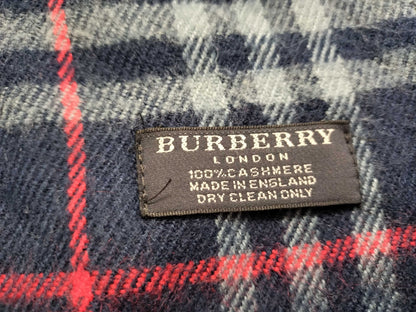 BURBERRY
LONDON
100% CASHMERE
MADE IN ENGLAND
DRY CLEAN ONLY